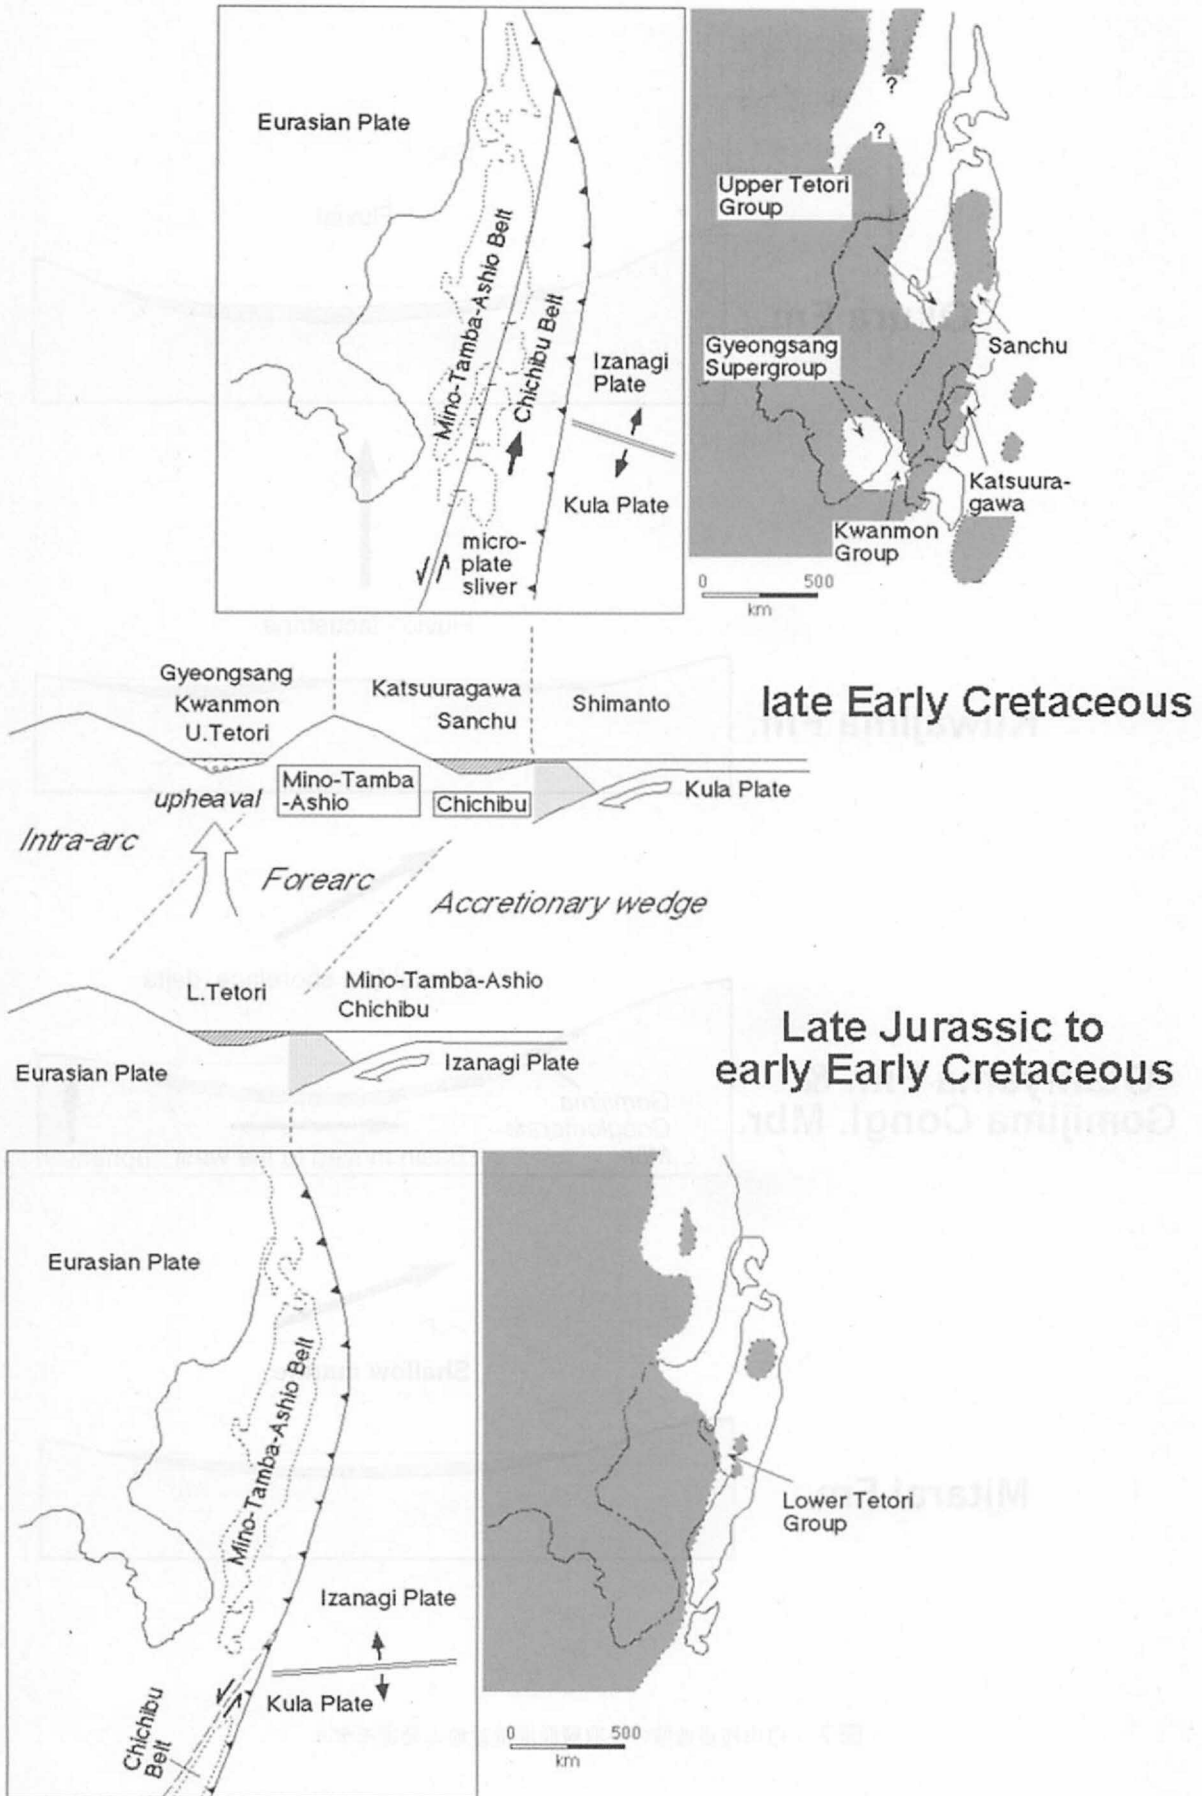 Eurasian Plate
Mino-Tamba-Ashio Belt
Chichibu Belt
Izanagi
Plate
Kula Plate
micro-
plate
sliver
?
?
Upper Tetori
Group
Gyeongsang
Supergroup
Sanchu
Katsuura-
gawa
Kwanmon
Group
0 500
km
Gyeongsang
Kwanmon
U.Tetori
Katsuuragawa
Sanchu
Shimanto
late Early Cretaceous
Mino-Tamba
-Ashio
Chichibu
Kula Plate
upheaval
Intra-arc
Forearc
Accretionary wedge
L.Tetori
Mino-Tamba-Ashio
Chichibu
Eurasian Plate
Izanagi Plate
Late Jurassic to
early Early Cretaceous
Eurasian Plate
Mino-Tamba-Ashio Belt
Izanagi Plate
Kula Plate
Chichibu
Belt
Lower Tetori
Group
0 500
km